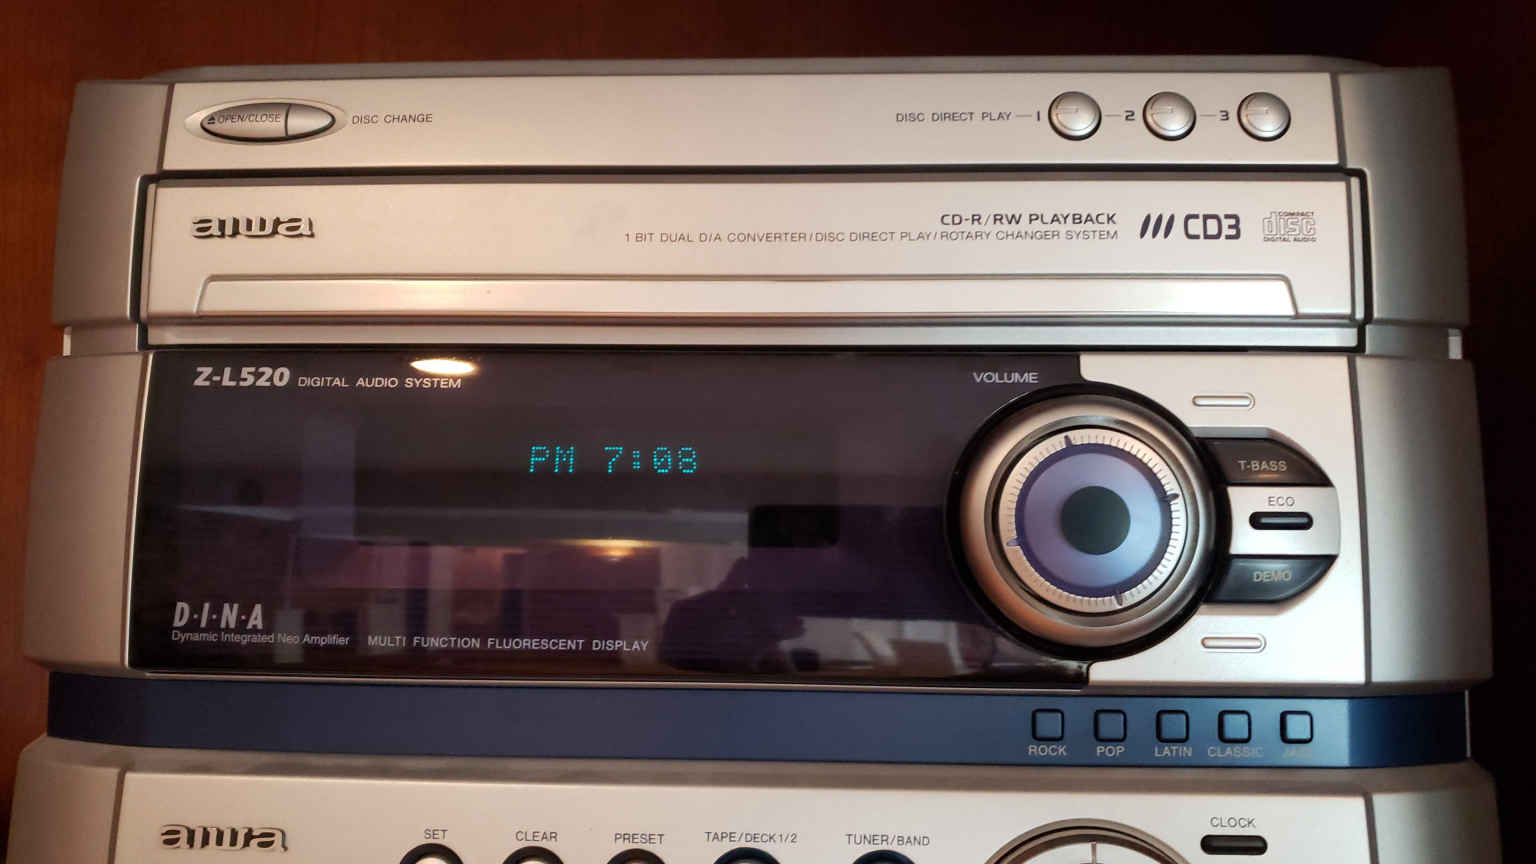 OPEN/CLOSE DISC CHANGE DISC DIRECT PLAY 1 2 3
aiwa
CD-R/RW PLAYBACK
1 BIT DUAL D/A CONVERTER/DISC DIRECT PLAY/ROTARY CHANGER SYSTEM
CD3
COMPACT
disc
DIGITAL AUDIO
Z-L520 DIGITAL AUDIO SYSTEM
VOLUME
PM 7:08
T-BASS
ECO
DEMO
D·I·N·A
Dynamic Integrated Neo Amplifier MULTI FUNCTION FLUORESCENT DISPLAY
ROCK POP LATIN CLASSIC JAZZ
aiwa
SET CLEAR PRESET TAPE/DECK1/2 TUNER/BAND
CLOCK